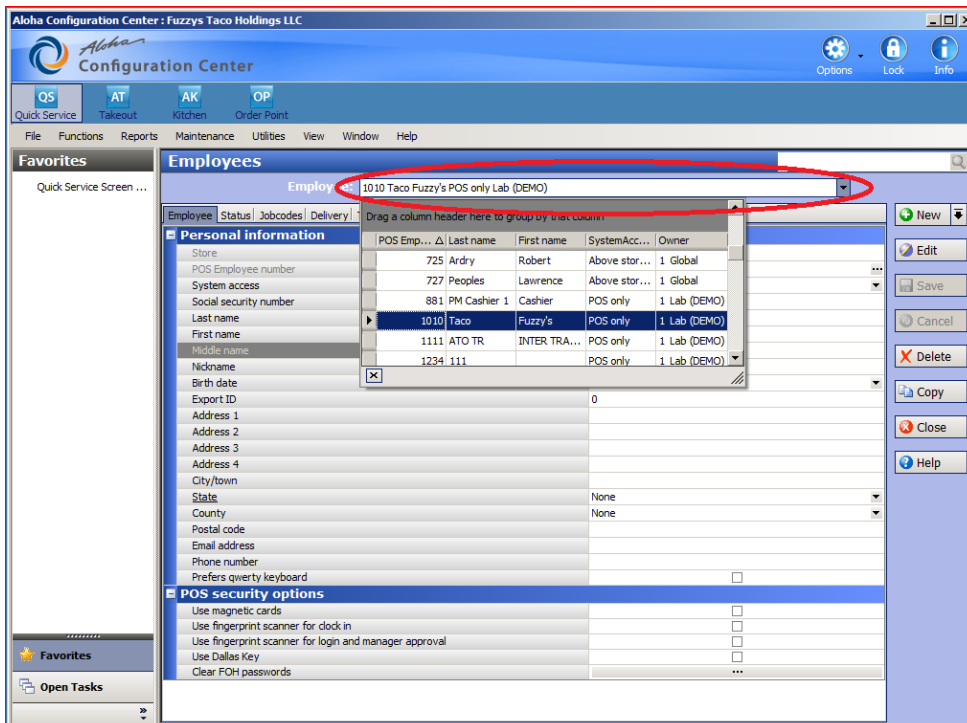 Aloha Configuration Center : Fuzzys Taco Holdings LLC
Aloha
Configuration Center
Options
Lock
Info
QS
AT
AK
OP
Quick Service
Takeout
Kitchen
Order Point
File Functions Reports Maintenance Utilities View Window Help
Favorites
Quick Service Screen ...
Favorites
Open Tasks
Employees
Employee: 1010 Taco Fuzzy's POS only Lab (DEMO)
Employee Status Jobcodes Delivery
Drag a column header here to group by that column
POS Emp... Last name First name SystemAcc... Owner
725 Ardry Robert Above stor... 1 Global
727 Peoples Lawrence Above stor... 1 Global
881 PM Cashier 1 Cashier POS only 1 Lab (DEMO)
1010 Taco Fuzzy's POS only 1 Lab (DEMO)
1111 ATO TR INTER TRA... POS only 1 Lab (DEMO)
1234 111 POS only 1 Lab (DEMO)
Personal information
Store
POS Employee number
System access
Social security number
Last name
First name
Middle name
Nickname
Birth date
Export ID 0
Address 1
Address 2
Address 3
Address 4
City/town
State None
County None
Postal code
Email address
Phone number
Prefers qwerty keyboard
POS security options
Use magnetic cards
Use fingerprint scanner for clock in
Use fingerprint scanner for login and manager approval
Use Dallas Key
Clear FOH passwords ...
New
Edit
Save
Cancel
Delete
Copy
Close
Help